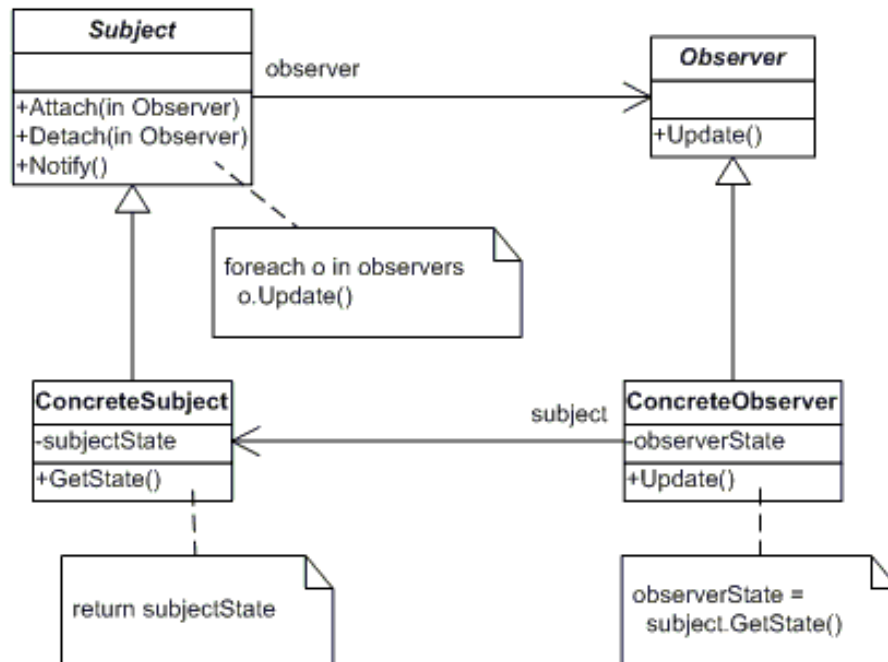 Subject
+Attach(in Observer)
+Detach(in Observer)
+Notify()
observer
Observer
+Update()
foreach o in observers
o.Update()
ConcreteSubject
-subjectState
+GetState()
subject
ConcreteObserver
-observerState
+Update()
return subjectState
observerState =
subject.GetState()